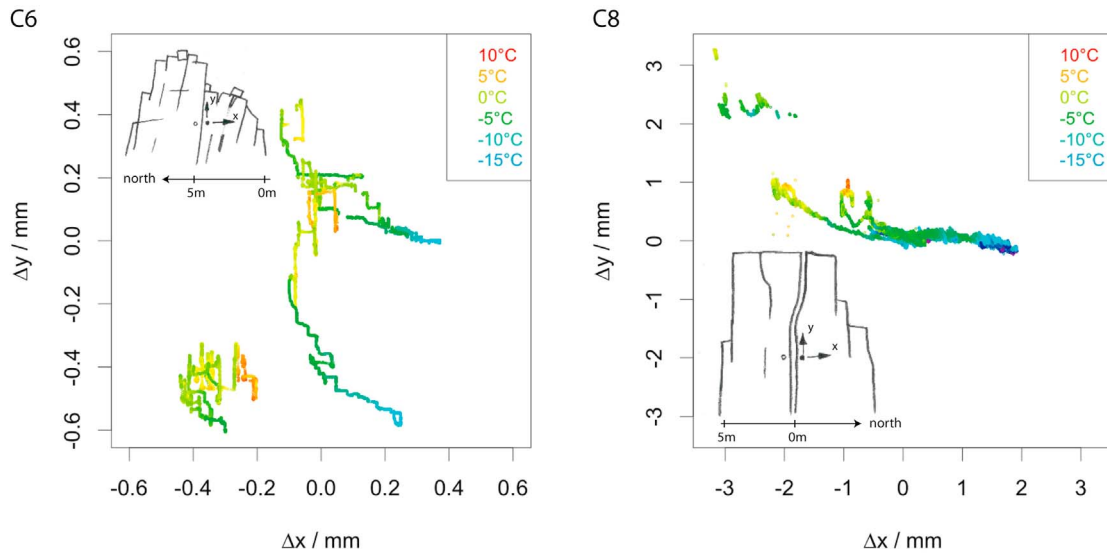 C6
0.6
0.4
0.2
0.0
-0.2
-0.4
-0.6
Δy / mm
-0.6 -0.4 -0.2 0.0 0.2 0.4 0.6
Δx / mm
10°C
5°C
0°C
-5°C
-10°C
-15°C
y
x
north
5m 0m
C8
3
2
1
0
-1
-2
-3
Δy / mm
-3 -2 -1 0 1 2 3
Δx / mm
10°C
5°C
0°C
-5°C
-10°C
-15°C
y
x
north
5m 0m